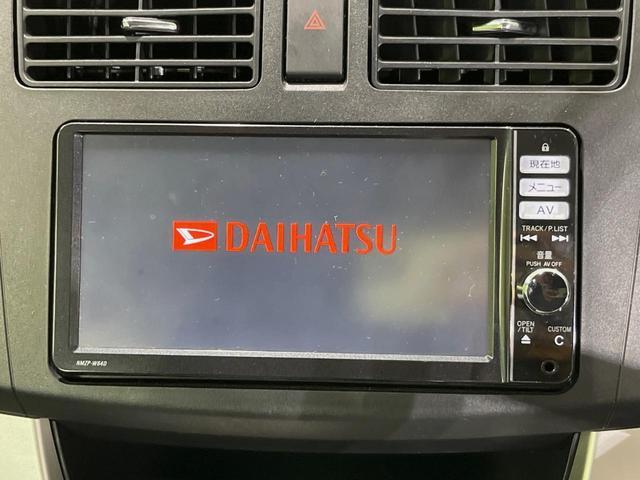 現在地
メニュー
AV
TRACK/P.LIST
音量
PUSH AV OFF
DAIHATSU
OPEN
/TILT
CUSTOM
C
NMZP-W64D